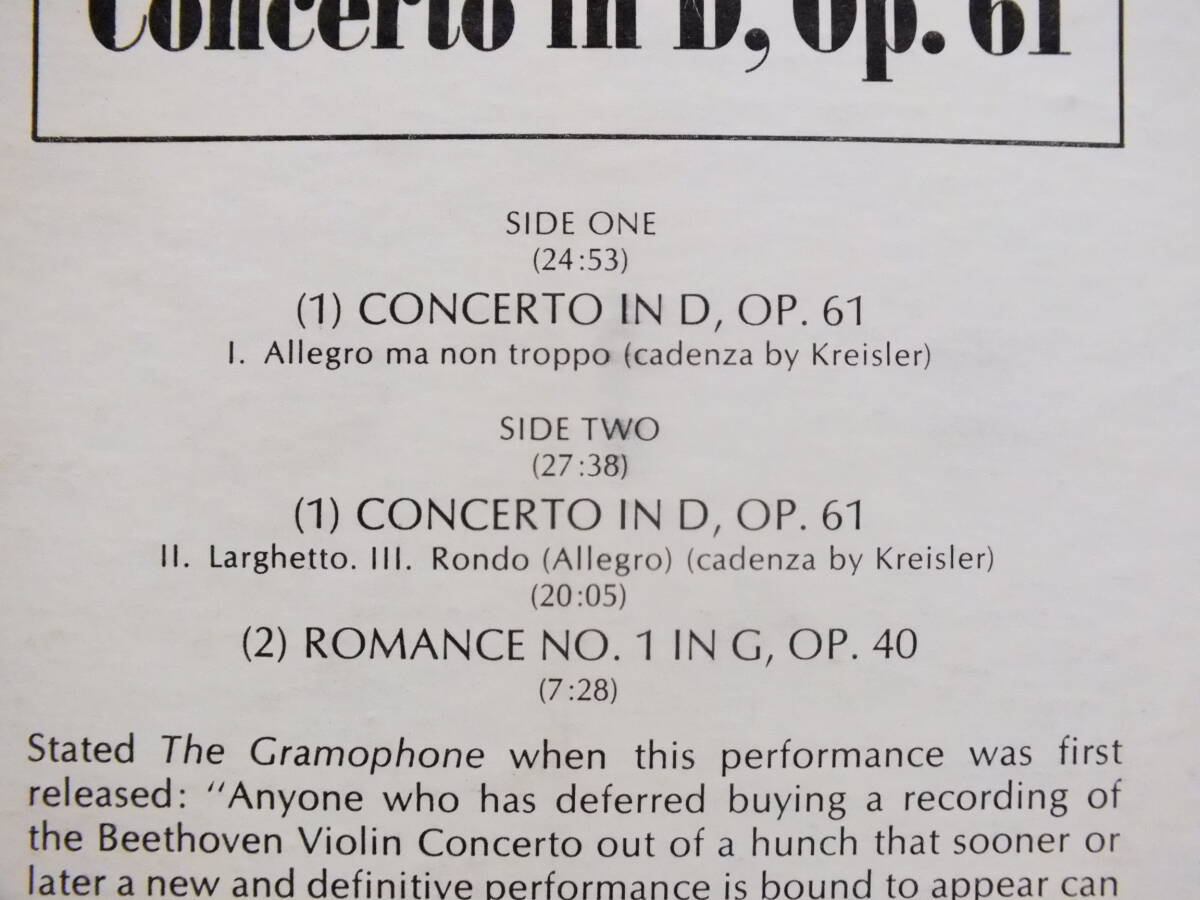 Concerto in D, Op. 61
SIDE ONE
(24:53)
(1) CONCERTO IN D, OP. 61
I. Allegro ma non troppo (cadenza by Kreisler)
SIDE TWO
(27:38)
(1) CONCERTO IN D, OP. 61
II. Larghetto. III. Rondo (Allegro) (cadenza by Kreisler)
(20:05)
(2) ROMANCE NO. 1 IN G, OP. 40
(7:28)
Stated The Gramophone when this performance was first
released: "Anyone who has deferred buying a recording of
the Beethoven Violin Concerto out of a hunch that sooner or
later a new and definitive performance is bound to appear can